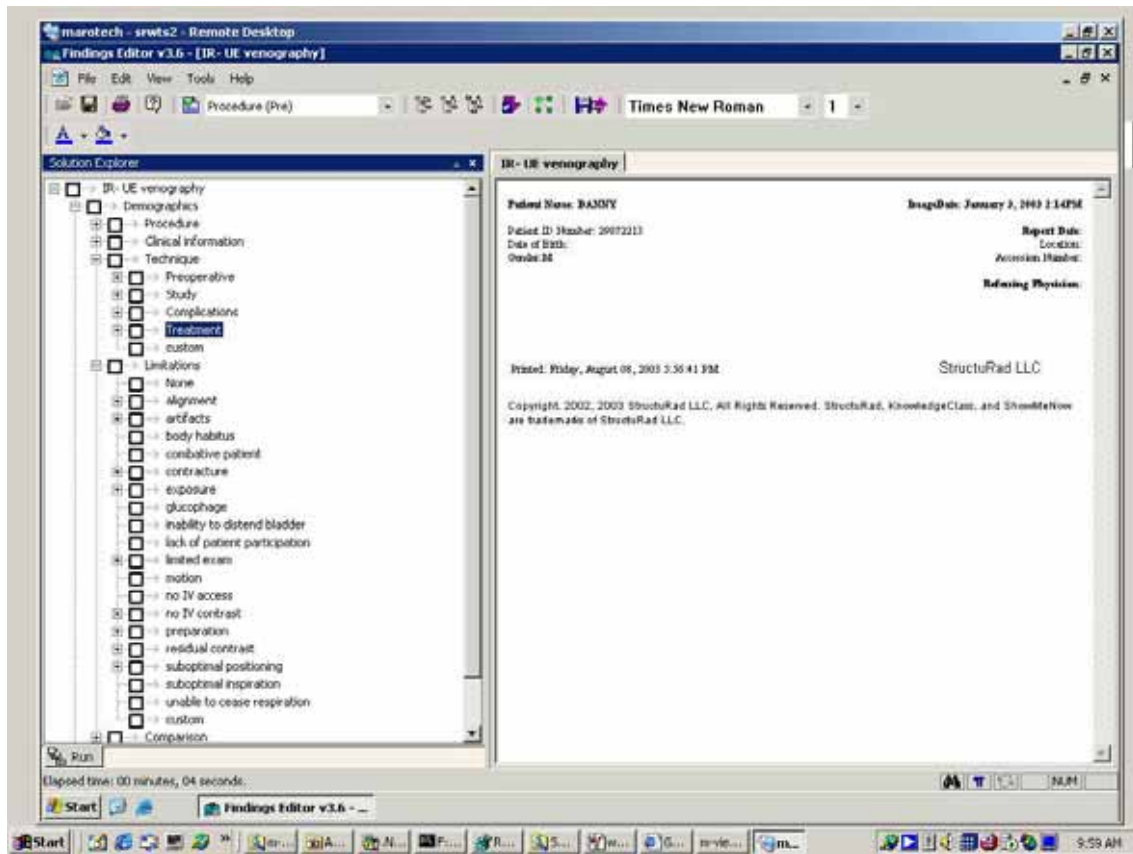 marotech - srwts2 - Remote Desktop
Findings Editor v3.6 - [IR- UE venography]
File Edit View Tools Help
Procedure (Pre) Times New Roman 1
A
Solution Explorer
IR- UE venography
Demographics
Procedure
Clinical information
Technique
Preoperative
Study
Complications
Treatment
custom
Limitations
None
alignment
artifacts
body habitus
combative patient
contracture
exposure
glucophage
inability to distend bladder
lack of patient participation
limited exam
motion
no IV access
no IV contrast
preparation
residual contrast
suboptimal positioning
suboptimal inspiration
unable to cease respiration
custom
Comparison
Run
IR- UE venography
Patient Name: DANNY ImageDate: January 3, 2003 2:14PM
Patient ID Number: 29072213 Report Date:
Date of Birth: Location:
Gender: M Accession Number:
Referring Physician:
Printed: Friday, August 08, 2003 3:36:41 PM StructuRad LLC
Copyright 2002, 2003 StructuRad LLC, All Rights Reserved. StructuRad, KnowledgeClass, and ShowMeNow
are trademarks of StructuRad LLC.
Elapsed time: 00 minutes, 04 seconds. NUM
Start Findings Editor v3.6 - ...
Start A... N... F... R... S... W... G... m... 9:59 AM